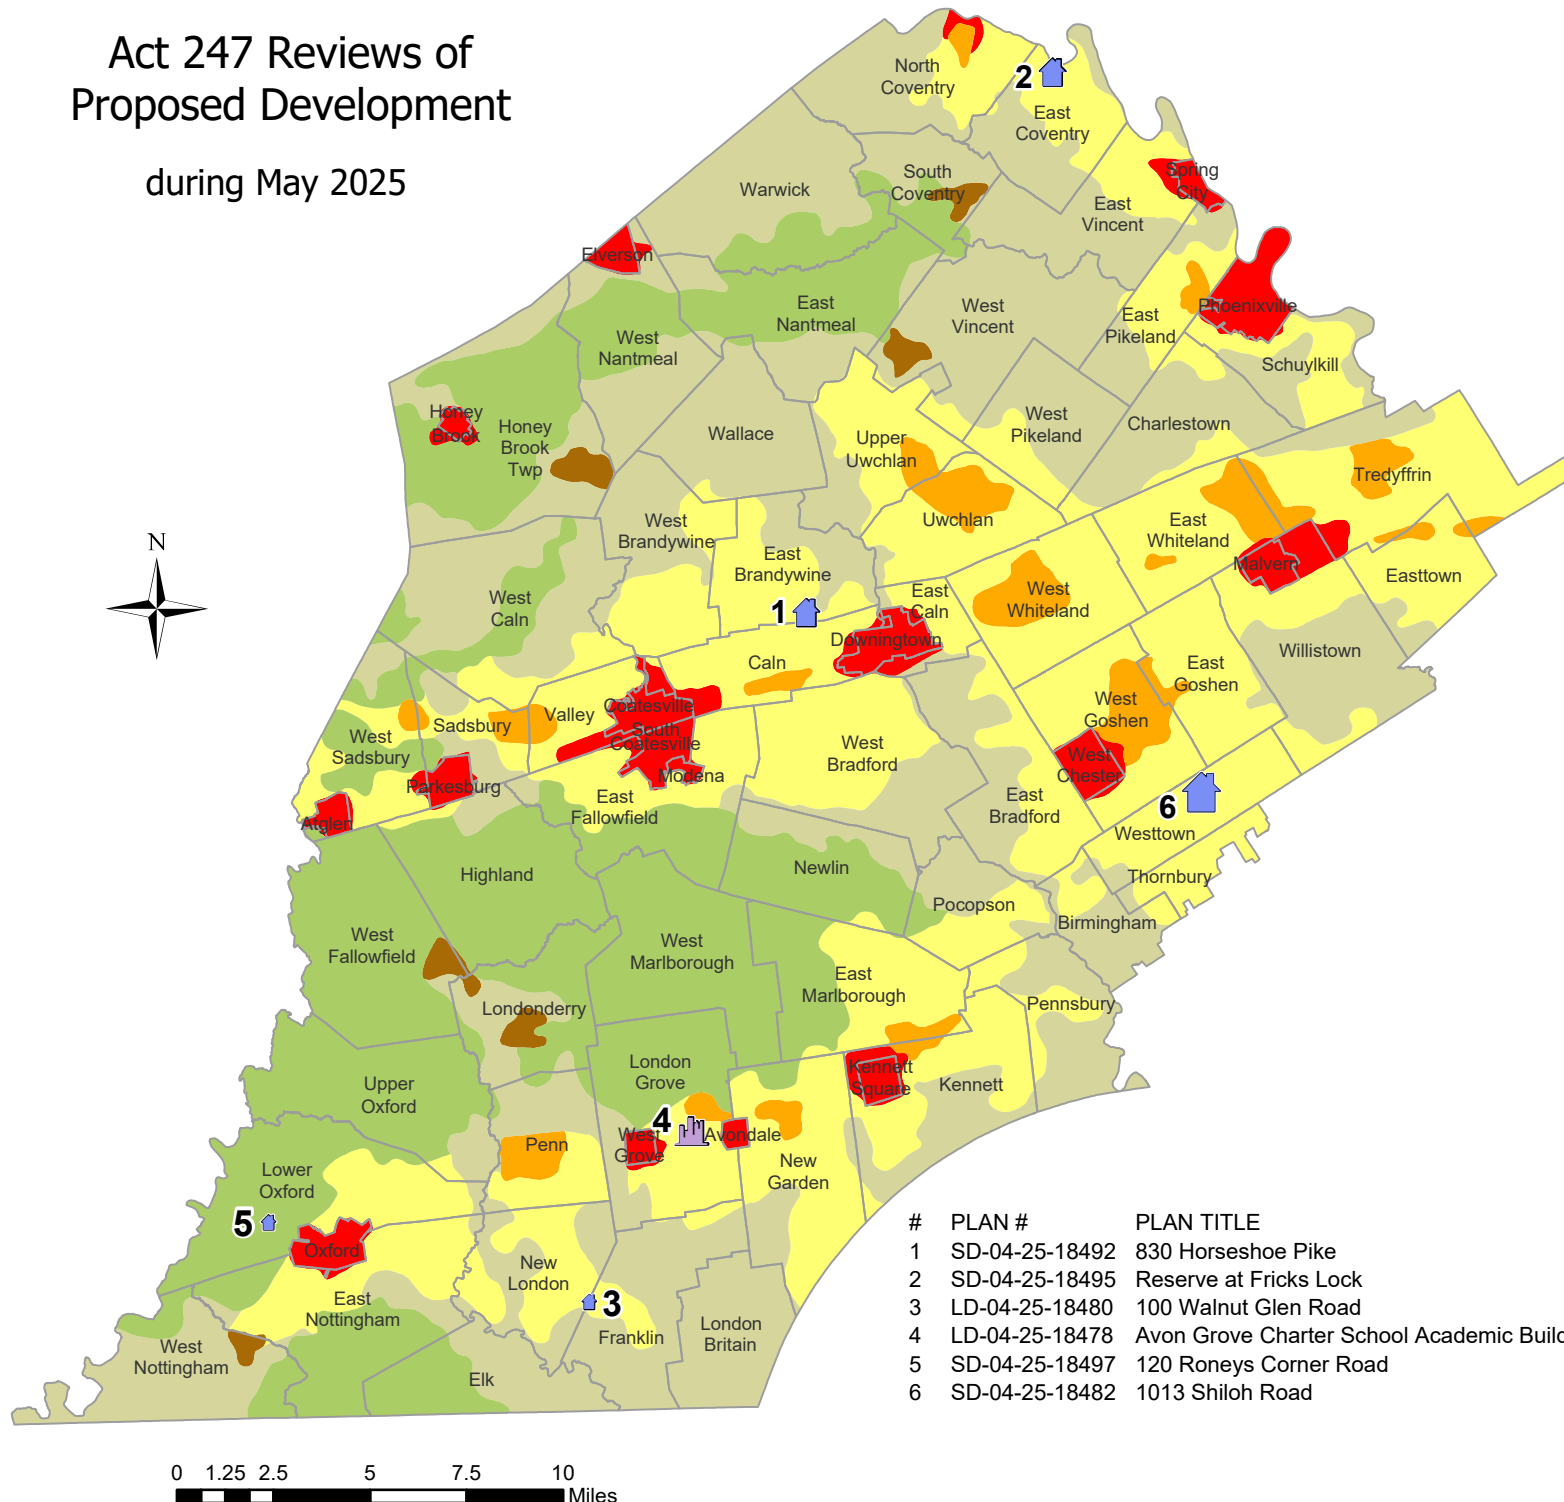 Act 247 Reviews of
Proposed Development
during May 2025
North
Coventry
2
East
Coventry
Spring
City
South
Coventry
Warwick
East
Vincent
Elverson
East
Nantmeal
West
Vincent
Phoenixville
East
Pikeland
West
Nantmeal
Schuylkill
Honey
Brook
Honey
Brook
Twp
Wallace
Upper
Uwchlan
West
Pikeland
Charlestown
Tredyffrin
Uwchlan
East
Whiteland
West
Brandywine
East
Brandywine
Malvern
Easttown
N
West
Caln
1
East
Caln
West
Whiteland
Downingtown
Willistown
Caln
East
Goshen
Coatesville
West
Goshen
Valley
Sadsbury
South
Coatesville
West
Sadsbury
West
Bradford
West
Chester
Modena
Parkesburg
East
Fallowfield
East
Bradford
6
Atglen
Westtown
Highland
Newlin
Thornbury
Pocopson
Birmingham
West
Fallowfield
West
Marlborough
East
Marlborough
Londonderry
Pennsbury
London
Grove
Kennett
Square
Kennett
Upper
Oxford
4
West
Grove
Avondale
Penn
New
Garden
Lower
Oxford
5
Oxford
New
London
3
East
Nottingham
Franklin
London
Britain
West
Nottingham
Elk
# PLAN # PLAN TITLE
1 SD-04-25-18492 830 Horseshoe Pike
2 SD-04-25-18495 Reserve at Fricks Lock
3 LD-04-25-18480 100 Walnut Glen Road
4 LD-04-25-18478 Avon Grove Charter School Academic Build
5 SD-04-25-18497 120 Roneys Corner Road
6 SD-04-25-18482 1013 Shiloh Road
0 1.25 2.5 5 7.5 10
Miles